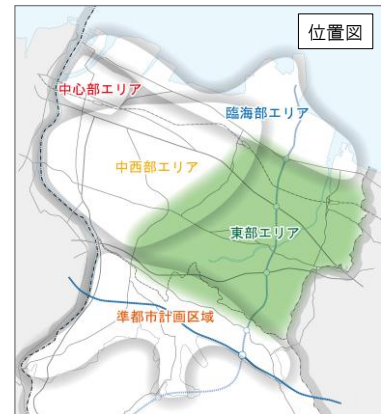 位置図
中心部エリア
臨海部エリア
中西部エリア
東部エリア
準都市計画区域